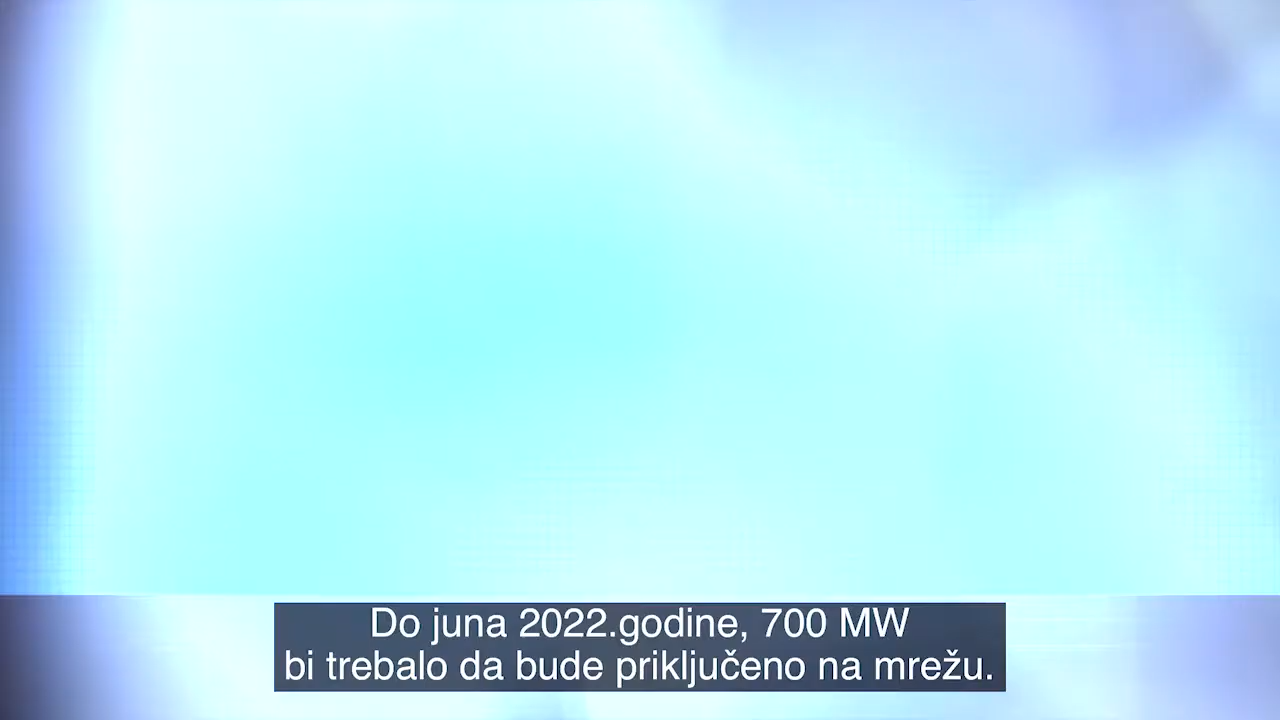 Do juna 2022.godine, 700 MW
bi trebalo da bude priključeno na mrežu.